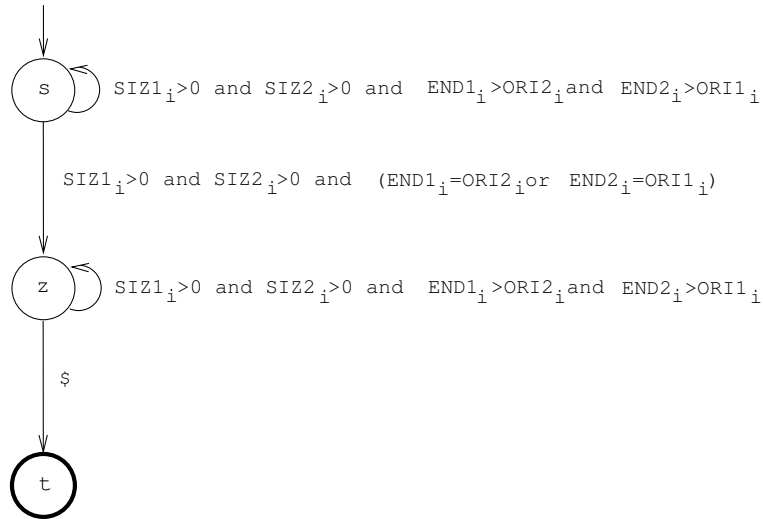 s SIZ1i>0 and SIZ2i>0 and END1i>ORI2i and END2i>ORI1i
SIZ1i>0 and SIZ2i>0 and (END1i=ORI2i or END2i=ORI1i)
z SIZ1i>0 and SIZ2i>0 and END1i>ORI2i and END2i>ORI1i
$
t